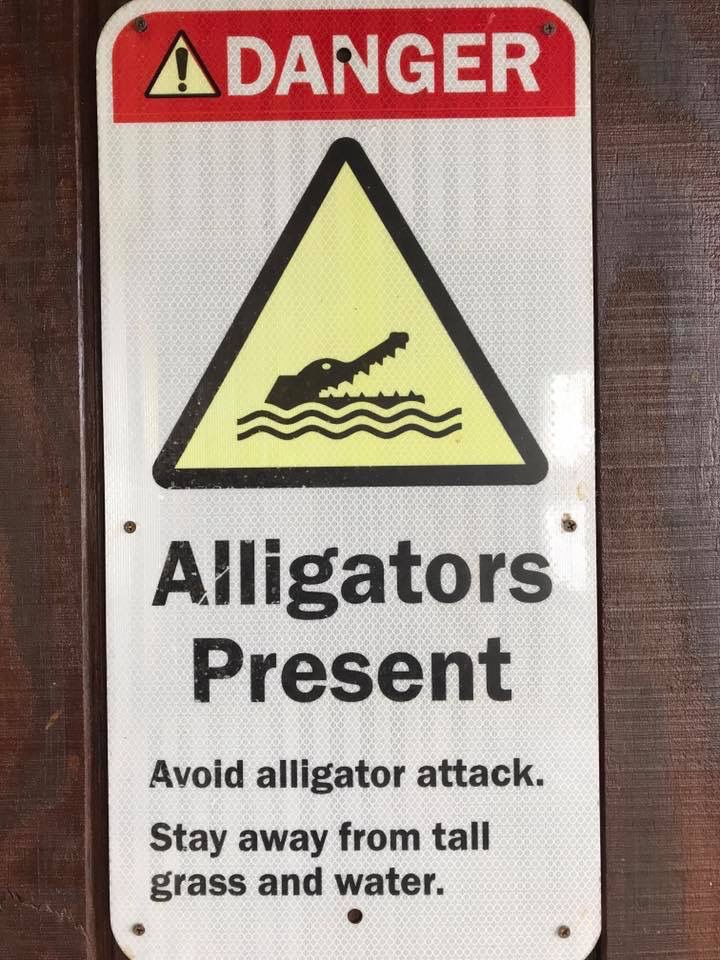 DANGER
Alligators
Present
Avoid alligator attack.
Stay away from tall
grass and water.